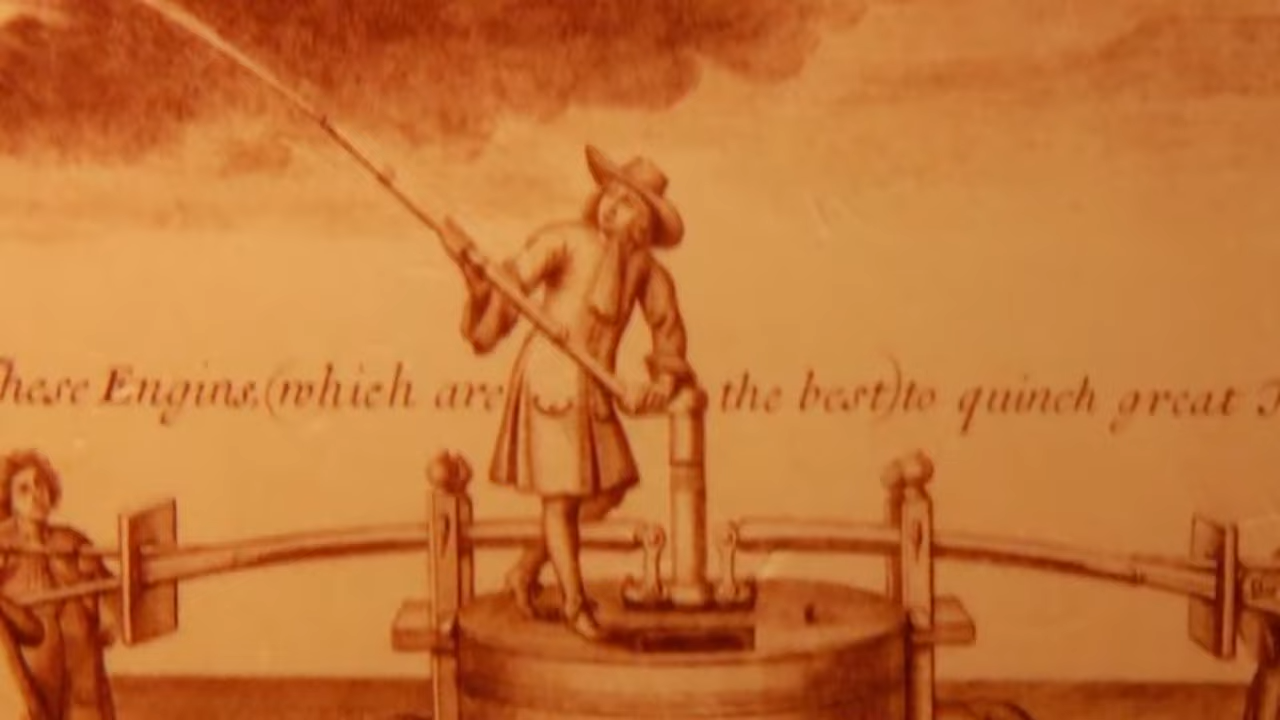 hese Engins, (which are the best) to quinch great